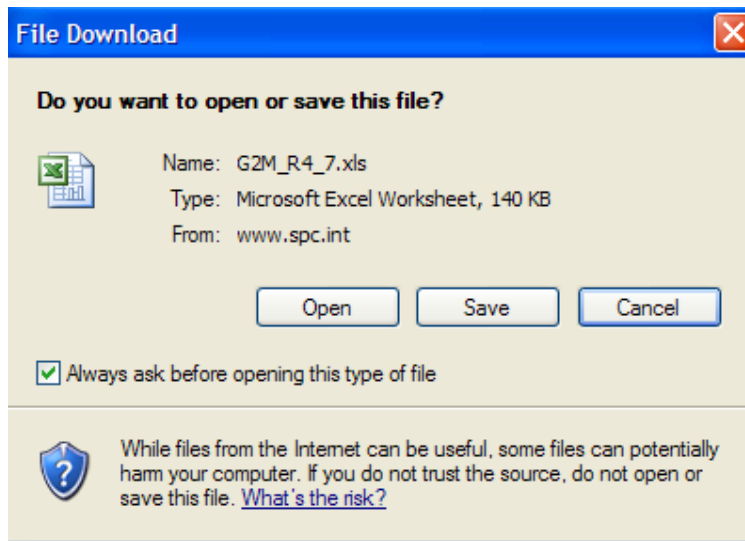 File Download
Do you want to open or save this file?
Name: G2M_R4_7.xls
Type: Microsoft Excel Worksheet, 140 KB
From: www.spc.int
Open Save Cancel
Always ask before opening this type of file
While files from the Internet can be useful, some files can potentially
harm your computer. If you do not trust the source, do not open or
save this file. What's the risk?